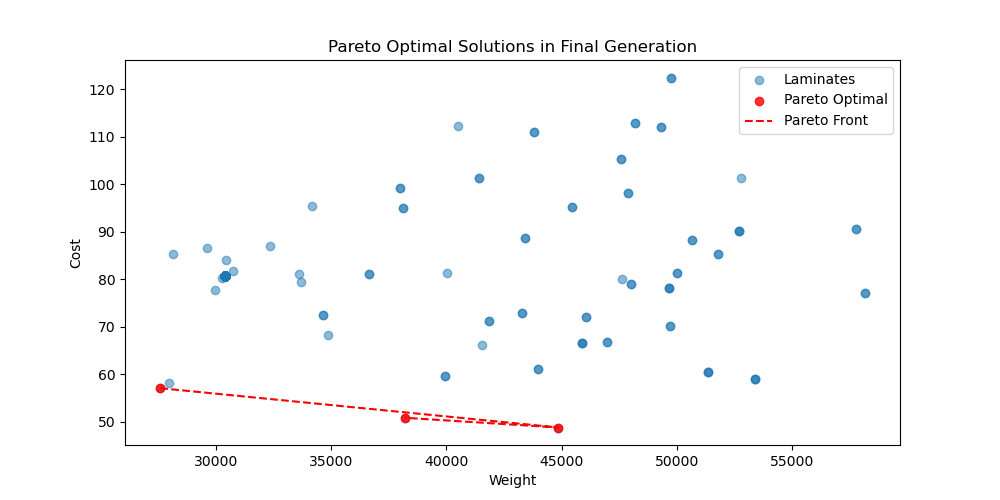 Pareto Optimal Solutions in Final Generation
Laminates
Pareto Optimal
Pareto Front
120
110
100
90
80
70
60
50
Cost
30000 35000 40000 45000 50000 55000
Weight